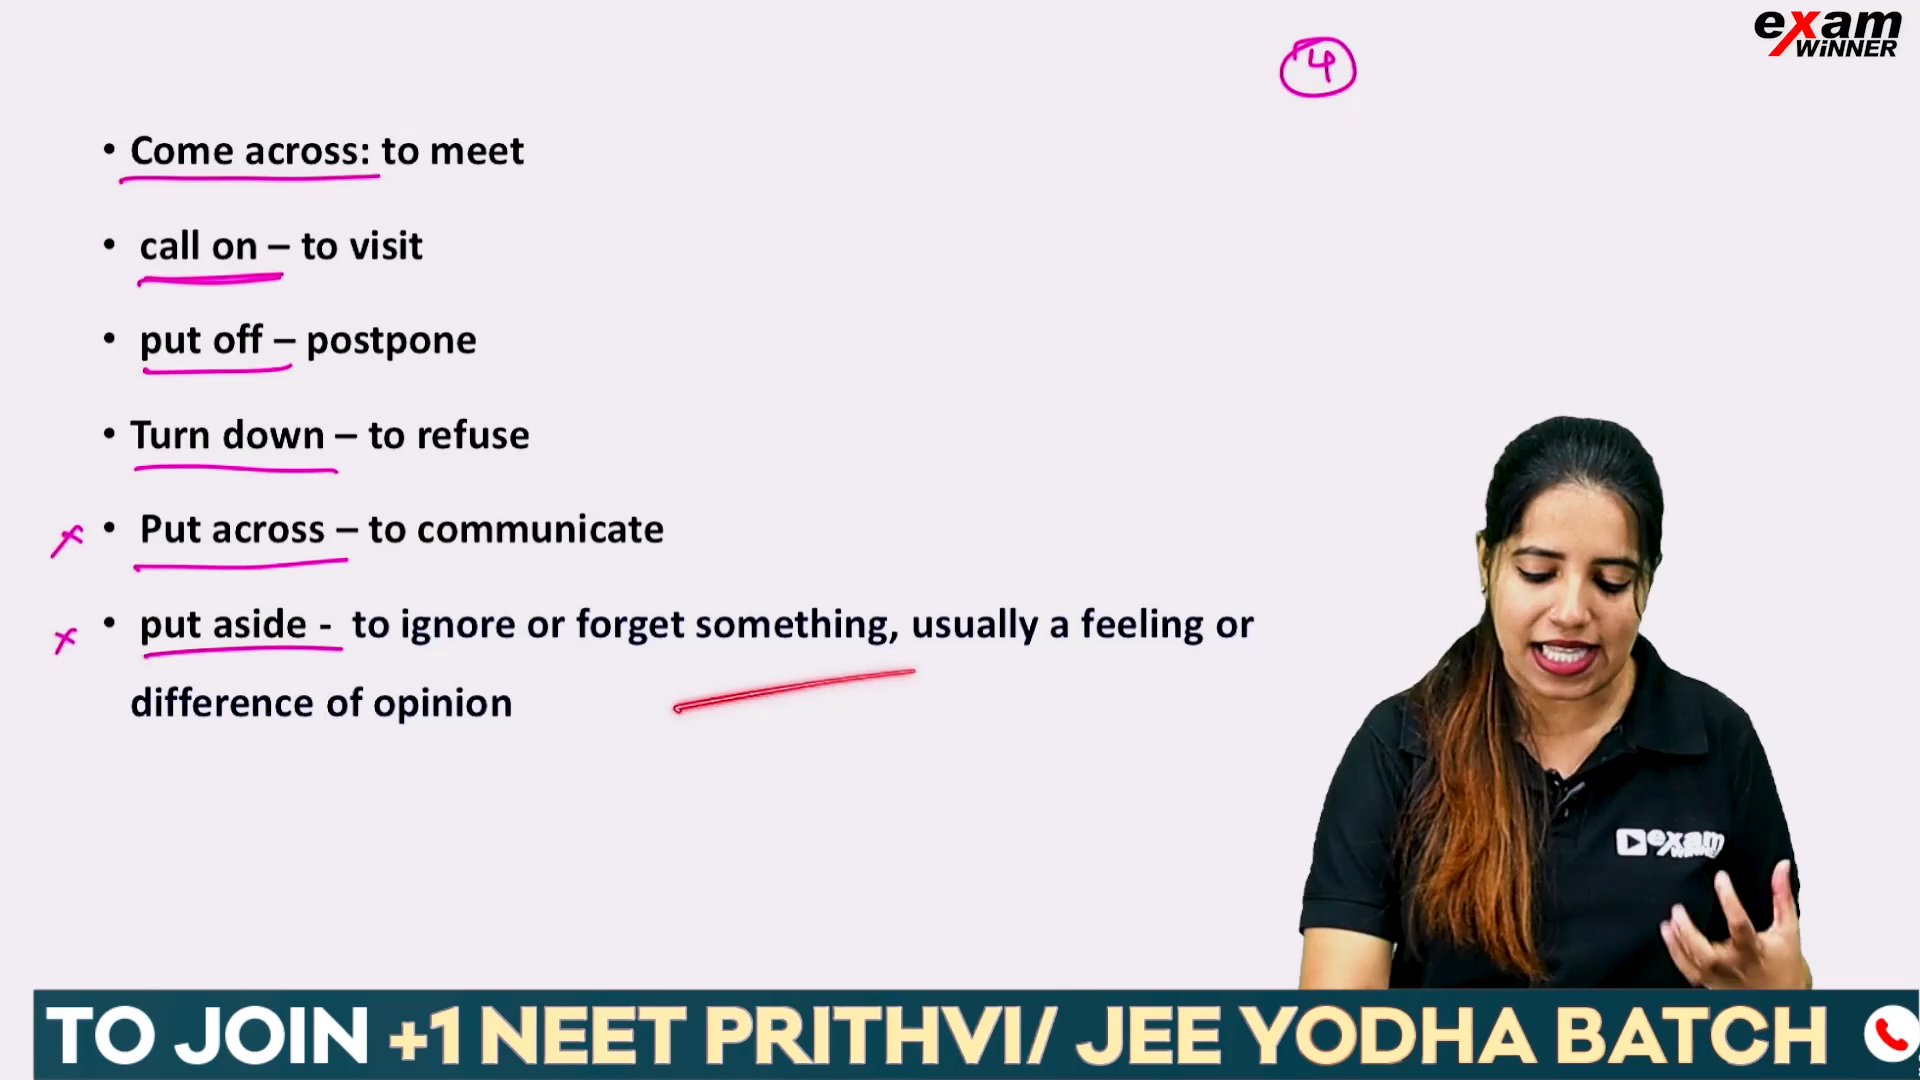 exam
WiNNER
4
• Come across: to meet
• call on – to visit
• put off – postpone
• Turn down – to refuse
x • Put across – to communicate
x • put aside - to ignore or forget something, usually a feeling or
difference of opinion
exam
WiNNER
TO JOIN +1 NEET PRITHVI/ JEE YODHA BATCH